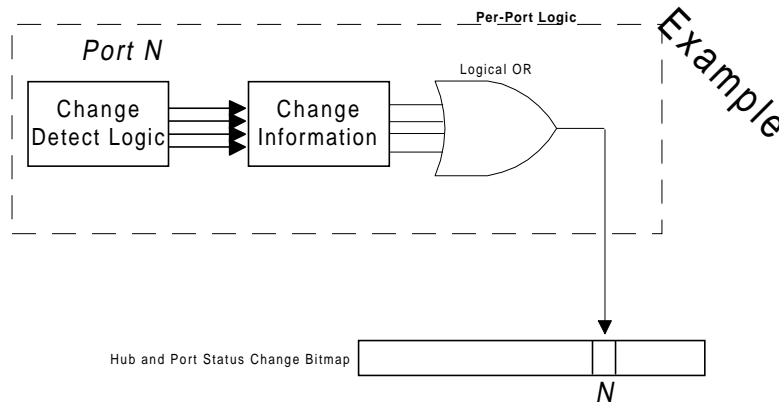 Per-Port Logic
Example
Port N
Logical OR
Change
Detect Logic
Change
Information
Hub and Port Status Change Bitmap
N